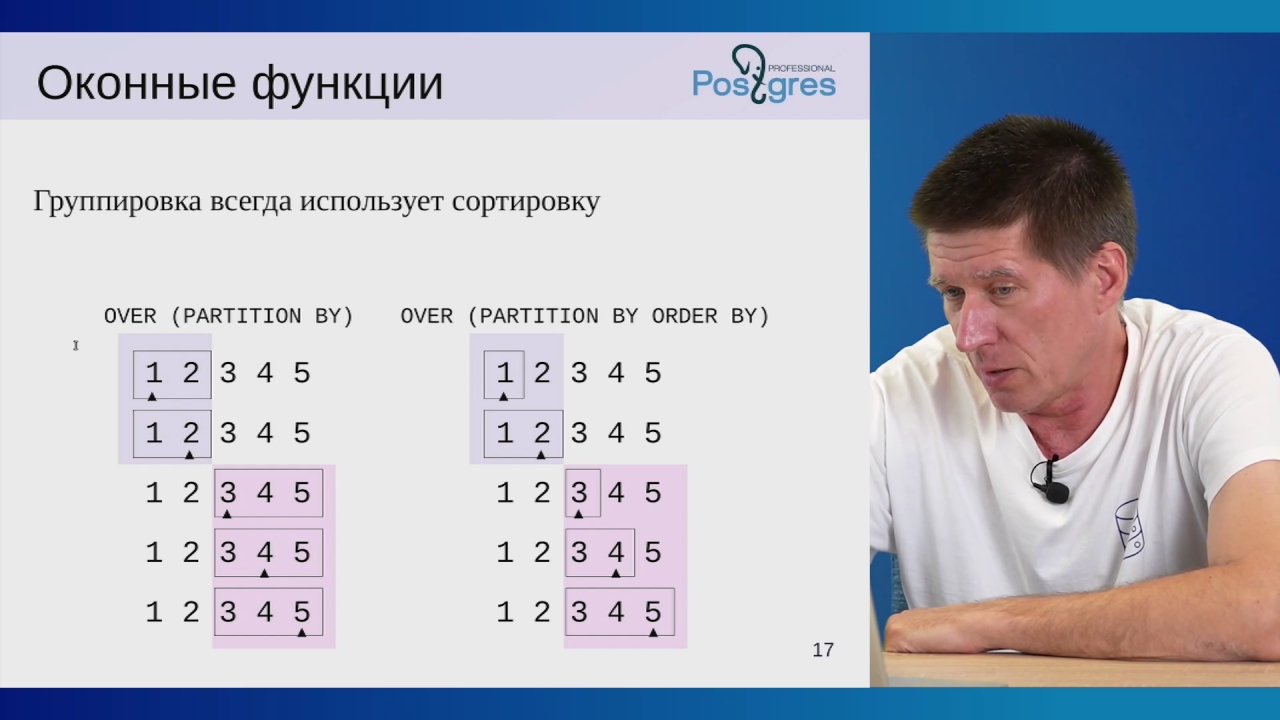 Оконные функции
PROFESSIONAL
Postgres
Группировка всегда использует сортировку
OVER (PARTITION BY)
1 2 3 4 5
1 2 3 4 5
1 2 3 4 5
1 2 3 4 5
1 2 3 4 5
OVER (PARTITION BY ORDER BY)
1 2 3 4 5
1 2 3 4 5
1 2 3 4 5
1 2 3 4 5
1 2 3 4 5
17